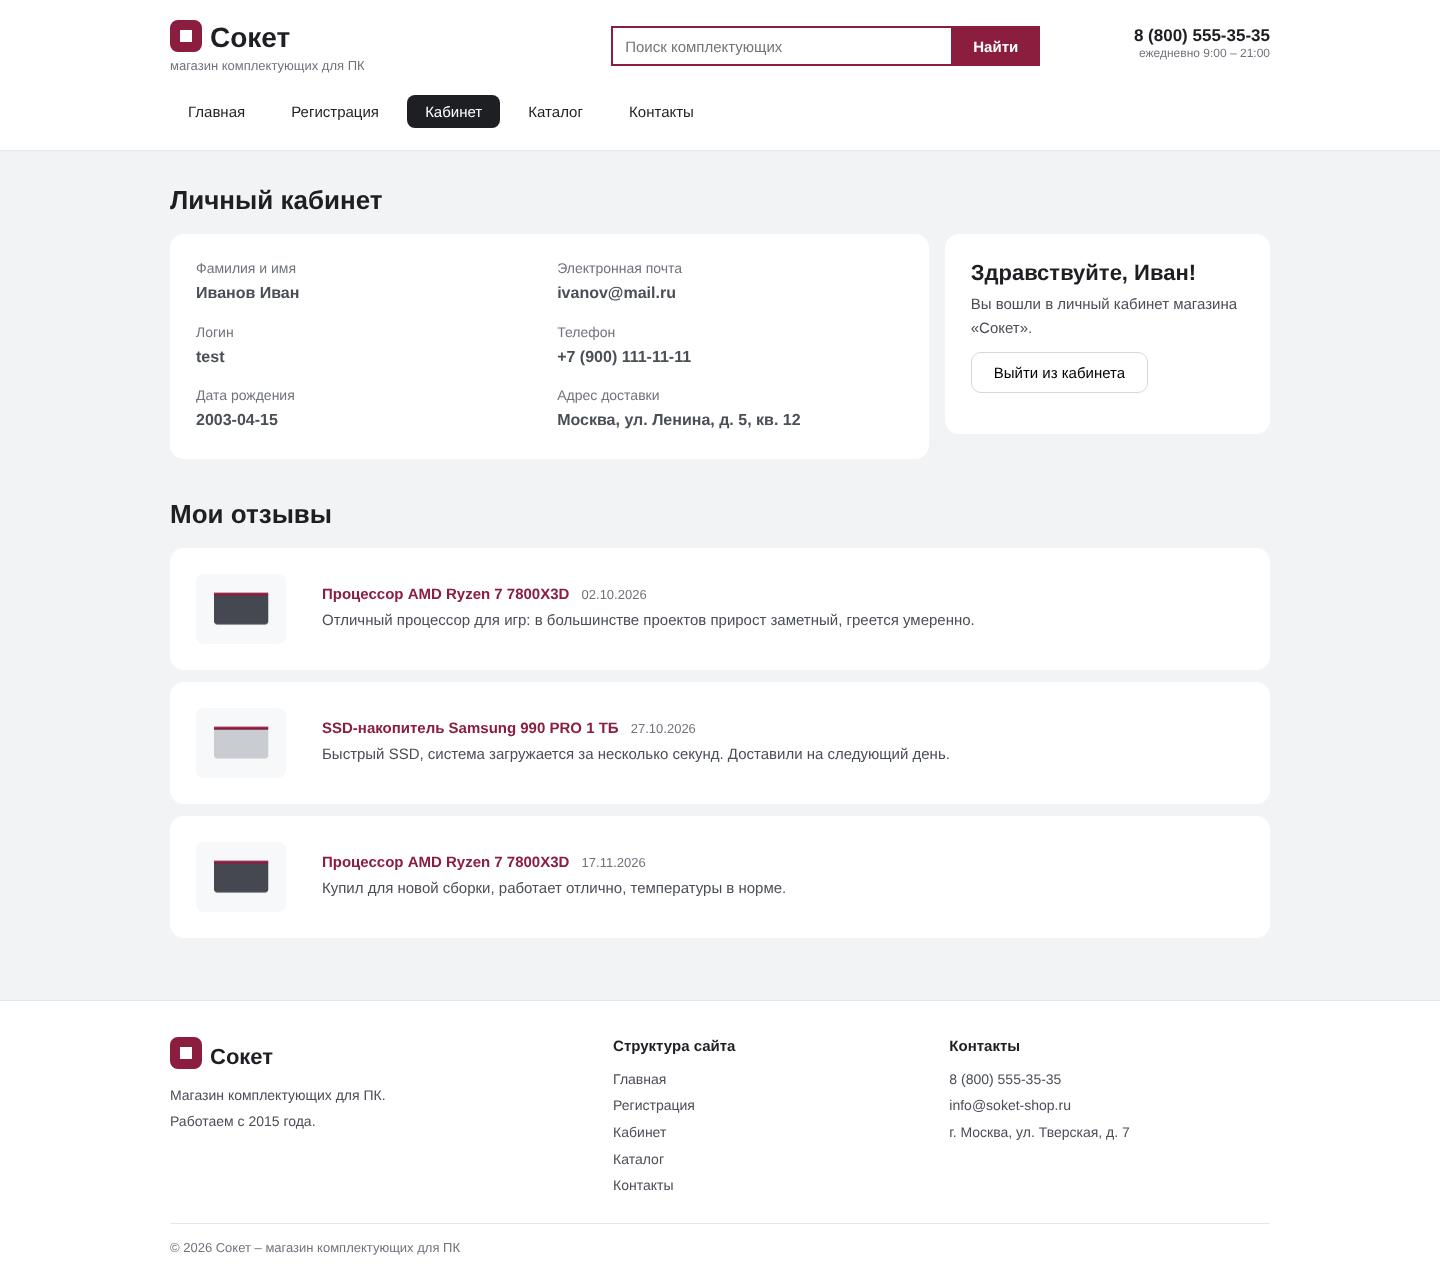 Сокет
магазин комплектующих для ПК
Поиск комплектующих
Найти
8 (800) 555-35-35
ежедневно 9:00 – 21:00
Главная
Регистрация
Кабинет
Каталог
Контакты
Личный кабинет
Фамилия и имя
Иванов Иван
Электронная почта
ivanov@mail.ru
Логин
test
Телефон
+7 (900) 111-11-11
Дата рождения
2003-04-15
Адрес доставки
Москва, ул. Ленина, д. 5, кв. 12
Здравствуйте, Иван!
Вы вошли в личный кабинет магазина
«Сокет».
Выйти из кабинета
Мои отзывы
Процессор AMD Ryzen 7 7800X3D 02.10.2026
Отличный процессор для игр: в большинстве проектов прирост заметный, греется умеренно.
SSD-накопитель Samsung 990 PRO 1 ТБ 27.10.2026
Быстрый SSD, система загружается за несколько секунд. Доставили на следующий день.
Процессор AMD Ryzen 7 7800X3D 17.11.2026
Купил для новой сборки, работает отлично, температуры в норме.
Сокет
Магазин комплектующих для ПК.
Работаем с 2015 года.
Структура сайта
Главная
Регистрация
Кабинет
Каталог
Контакты
Контакты
8 (800) 555-35-35
info@soket-shop.ru
г. Москва, ул. Тверская, д. 7
© 2026 Сокет – магазин комплектующих для ПК